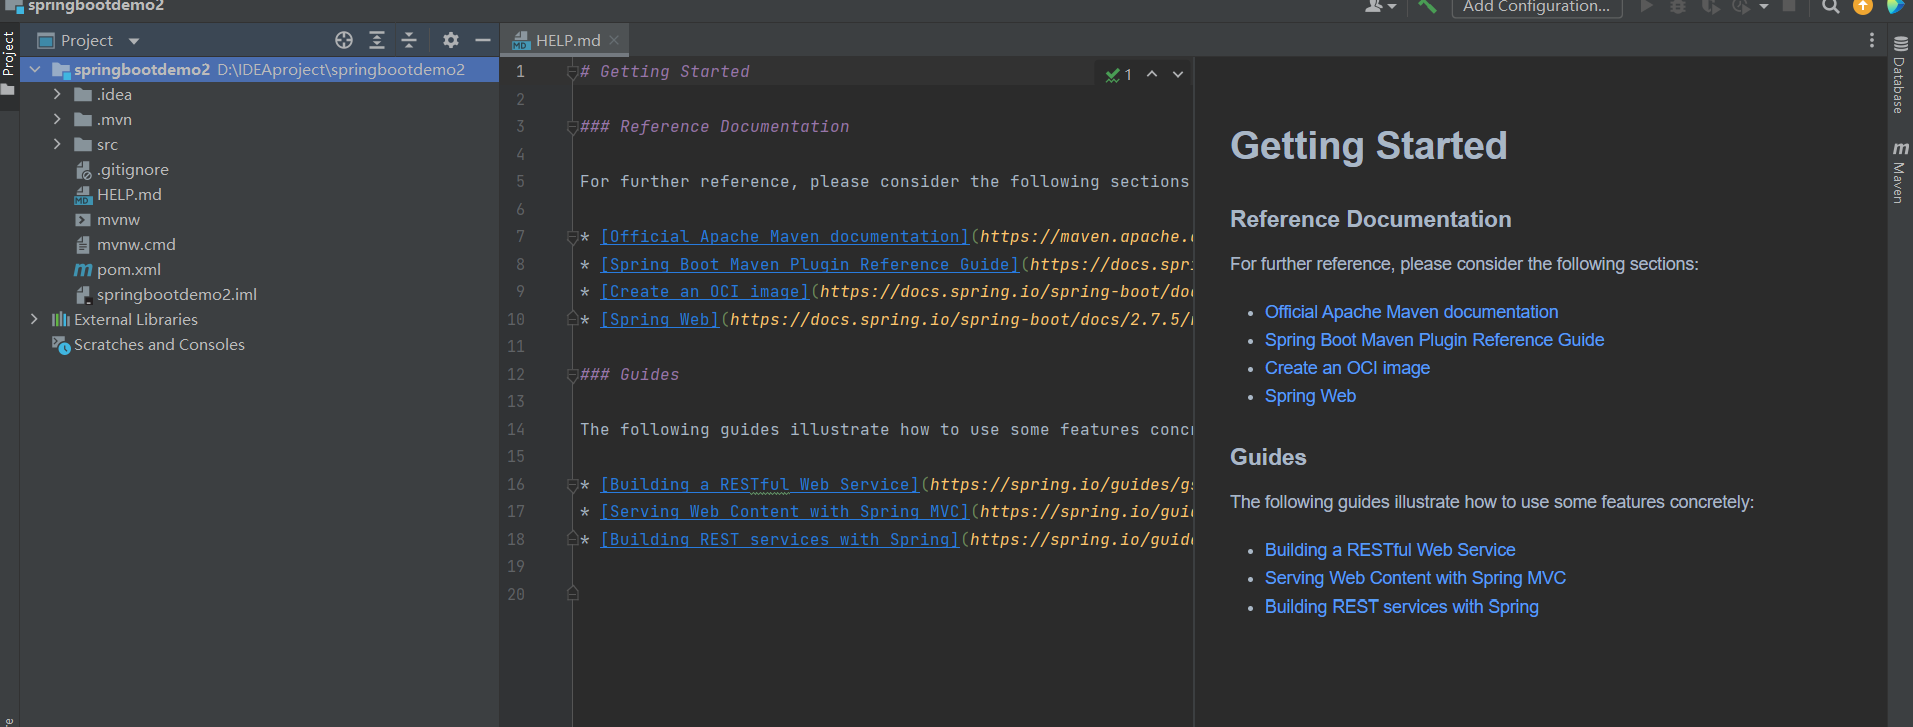 springbootdemo2
Add Configuration...
Project
Project
springbootdemo2 D:\IDEAproject\springbootdemo2
.idea
.mvn
src
.gitignore
HELP.md
mvnw
mvnw.cmd
pom.xml
springbootdemo2.iml
External Libraries
Scratches and Consoles
HELP.md
1
1 # Getting Started
2
3 ### Reference Documentation
4
5 For further reference, please consider the following sections
6
7 * [Official Apache Maven documentation](https://maven.apache.
8 * [Spring Boot Maven Plugin Reference Guide](https://docs.spr
9 * [Create an OCI image](https://docs.spring.io/spring-boot/do
10 * [Spring Web](https://docs.spring.io/spring-boot/docs/2.7.5/
11
12 ### Guides
13
14 The following guides illustrate how to use some features conc
15
16 * [Building a RESTful Web Service](https://spring.io/guides/g
17 * [Serving Web Content with Spring MVC](https://spring.io/gui
18 * [Building REST services with Spring](https://spring.io/guid
19
20
Getting Started
Reference Documentation
For further reference, please consider the following sections:
• Official Apache Maven documentation
• Spring Boot Maven Plugin Reference Guide
• Create an OCI image
• Spring Web
Guides
The following guides illustrate how to use some features concretely:
• Building a RESTful Web Service
• Serving Web Content with Spring MVC
• Building REST services with Spring
Database
m Maven